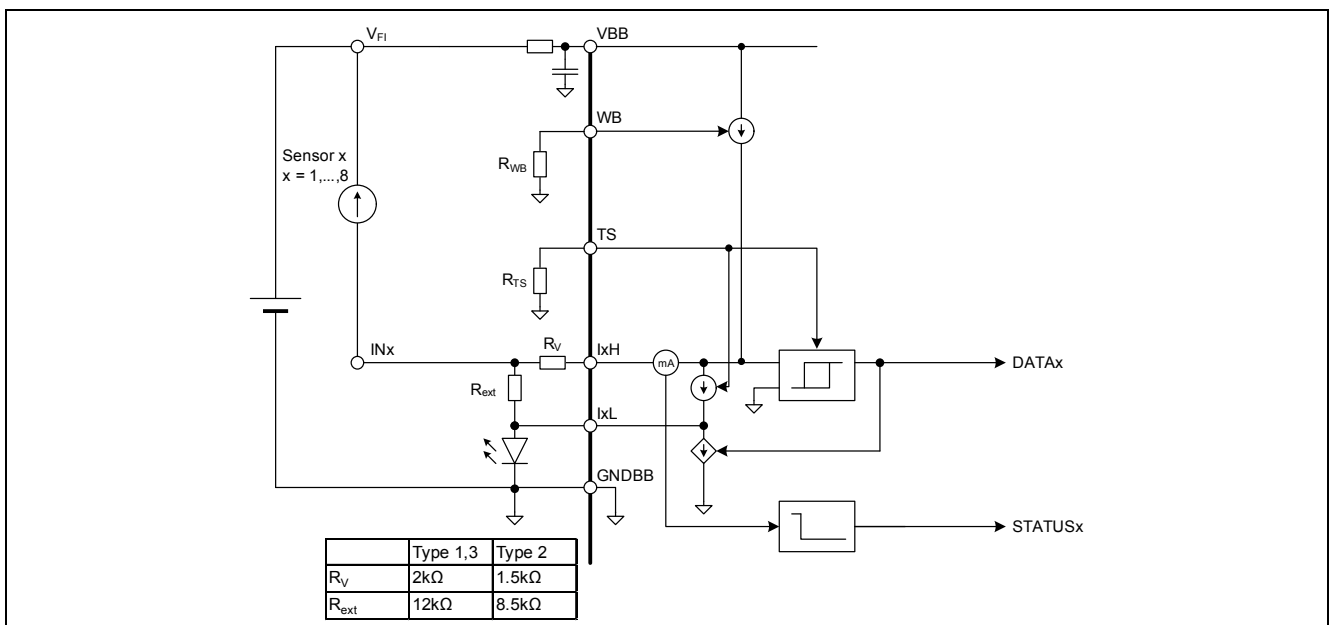 V_FI
VBB
WB
R_WB
Sensor x
x = 1,...,8
TS
R_TS
INx
R_V
IxH
mA
DATAx
R_ext
IxL
GNDBB
STATUSx
Type 1,3 Type 2
R_V 2kΩ 1.5kΩ
R_ext 12kΩ 8.5kΩ